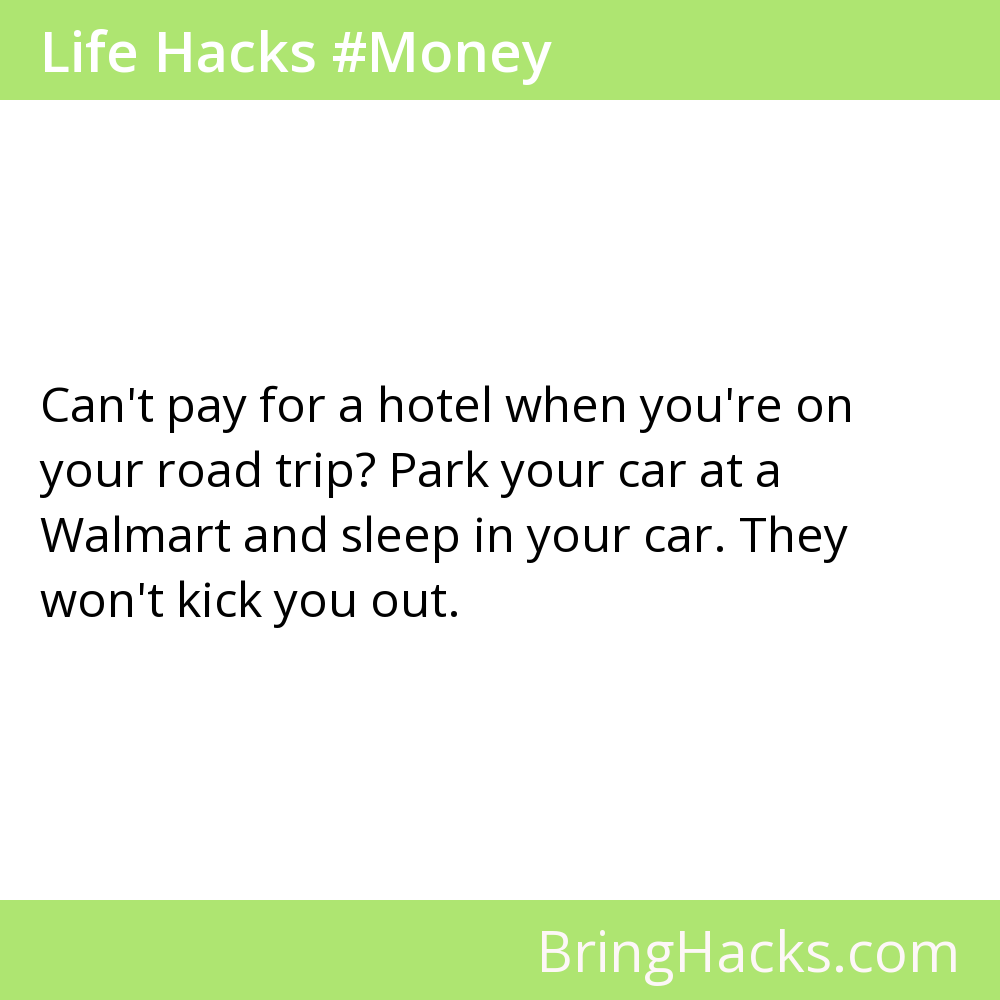 Life Hacks #Money
Can't pay for a hotel when you're on
your road trip? Park your car at a
Walmart and sleep in your car. They
won't kick you out.
BringHacks.com